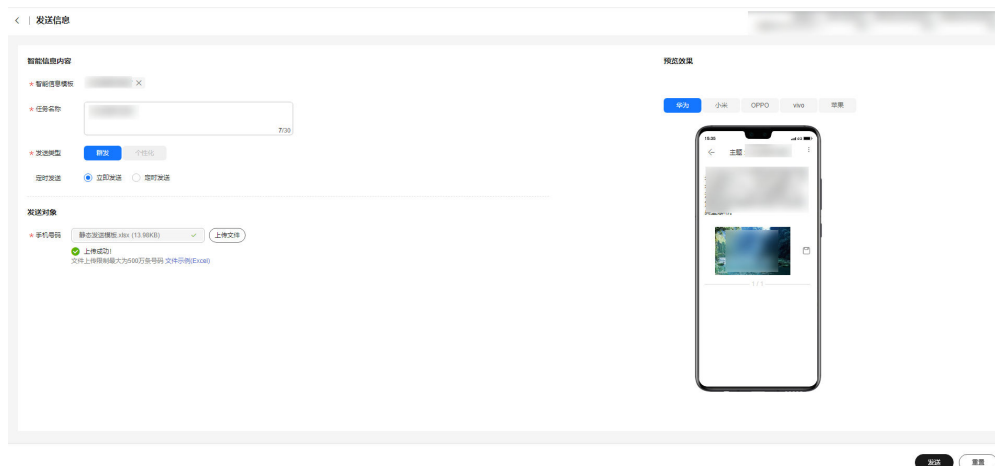 发送信息
智能信息内容
* 智能信息模板
* 任务名称
7/30
* 发送类型 群发 个性化
定时发送 立即发送 定时发送
发送对象
* 手机号码 静态发送模板.xlsx (13.98KB) 上传文件
上传成功!
文件上传限制最大为500万条号码 文件示例(Excel)
预览效果
华为 小米 OPPO vivo 苹果
主题
1 / 1
发送 重置